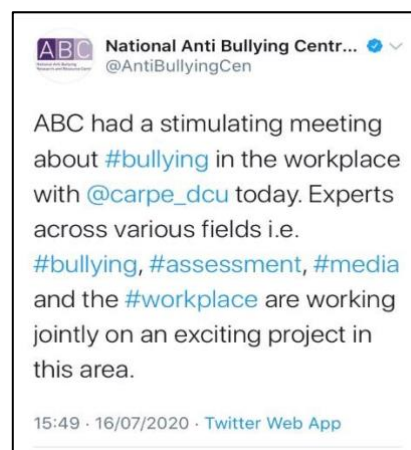 ABC National Anti Bullying Centr...
@AntiBullyingCen
ABC had a stimulating meeting
about #bullying in the workplace
with @carpe_dcu today. Experts
across various fields i.e.
#bullying, #assessment, #media
and the #workplace are working
jointly on an exciting project in
this area.
15:49 · 16/07/2020 · Twitter Web App